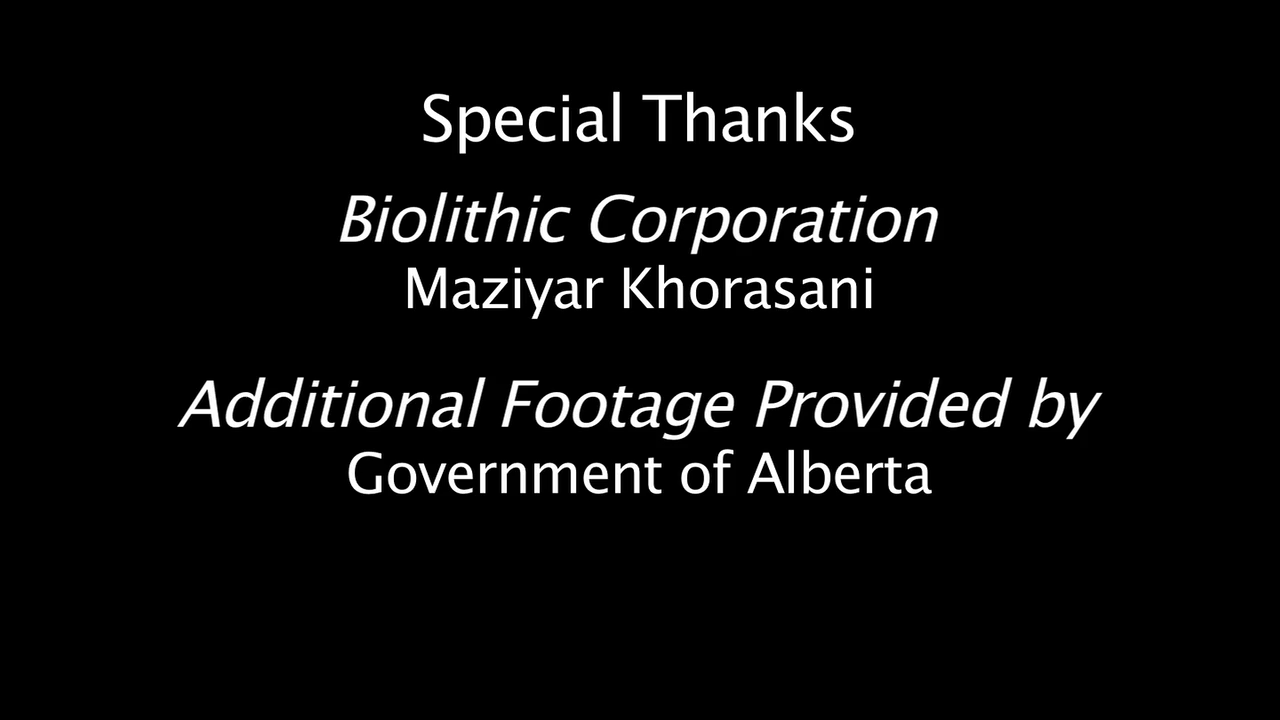 Special Thanks
Biolithic Corporation
Maziyar Khorasani
Additional Footage Provided by
Government of Alberta